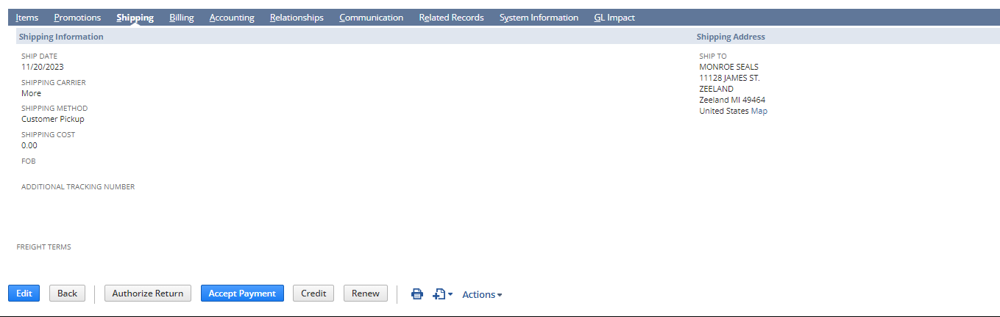 Items Promotions Shipping Billing Accounting Relationships Communication Related Records System Information GL Impact
Shipping Information
SHIP DATE
11/20/2023
SHIPPING CARRIER
More
SHIPPING METHOD
Customer Pickup
SHIPPING COST
0.00
FOB
ADDITIONAL TRACKING NUMBER
FREIGHT TERMS
Shipping Address
SHIP TO
MONROE SEALS
11128 JAMES ST.
ZEELAND
Zeeland MI 49464
United States Map
Edit Back Authorize Return Accept Payment Credit Renew Actions